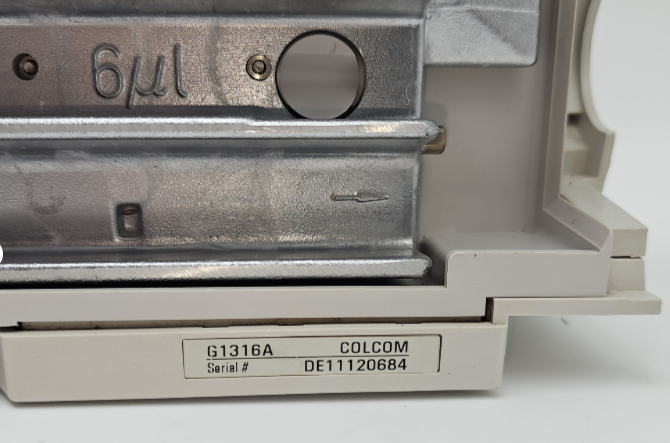 6µl
G1316A COLCOM
Serial # DE11120684